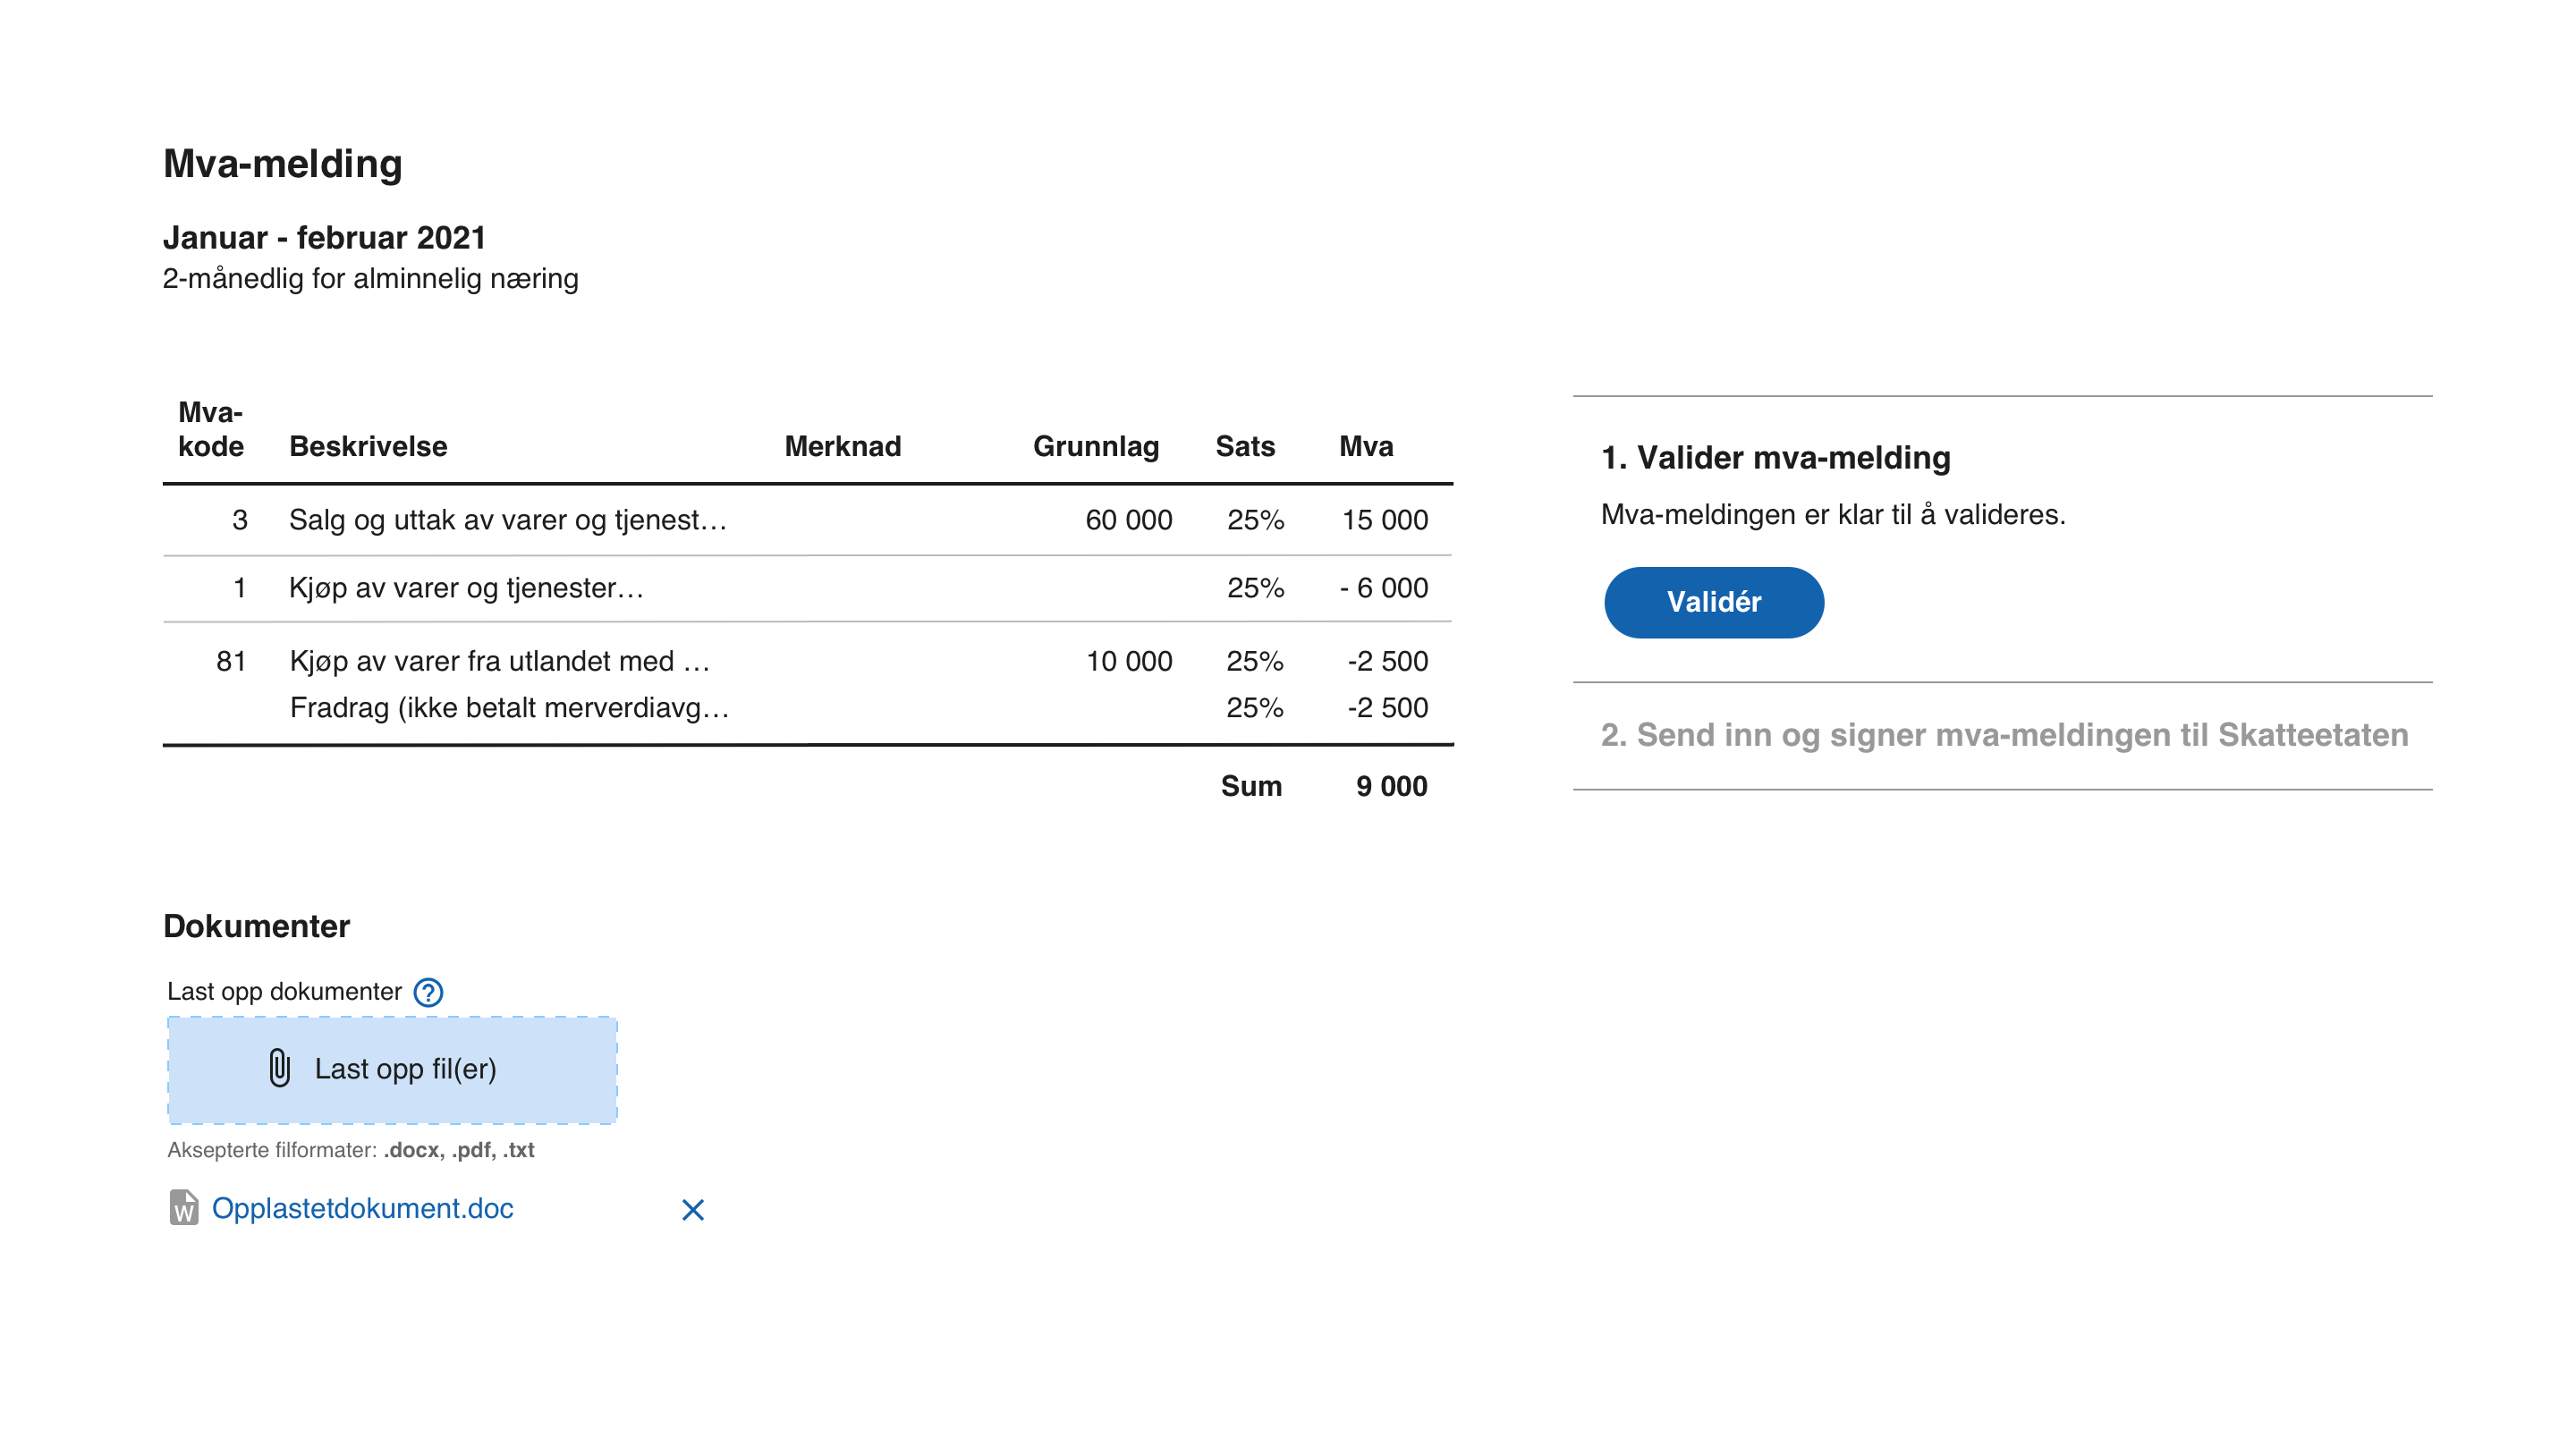 Mva-melding
Januar - februar 2021
2-månedlig for alminnelig næring
Mva-
kode Beskrivelse Merknad Grunnlag Sats Mva
3 Salg og uttak av varer og tjenest… 60 000 25% 15 000
1 Kjøp av varer og tjenester… 25% - 6 000
81 Kjøp av varer fra utlandet med … 10 000 25% -2 500
Fradrag (ikke betalt merverdiavg… 25% -2 500
Sum 9 000
1. Valider mva-melding
Mva-meldingen er klar til å valideres.
Validér
2. Send inn og signer mva-meldingen til Skatteetaten
Dokumenter
Last opp dokumenter ?
Last opp fil(er)
Aksepterte filformater: .docx, .pdf, .txt
W Opplastetdokument.doc